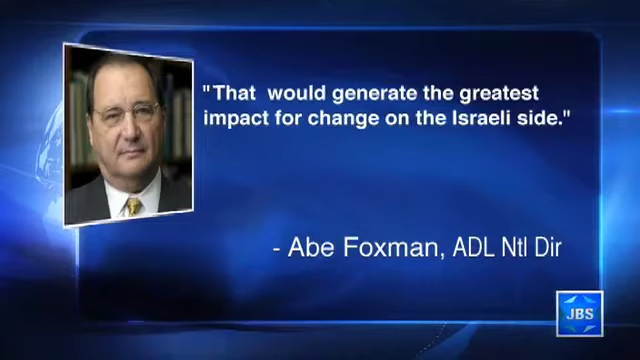 "That  would generate the greatest
impact for change on the Israeli side."
- Abe Foxman, ADL Ntl Dir
JBS